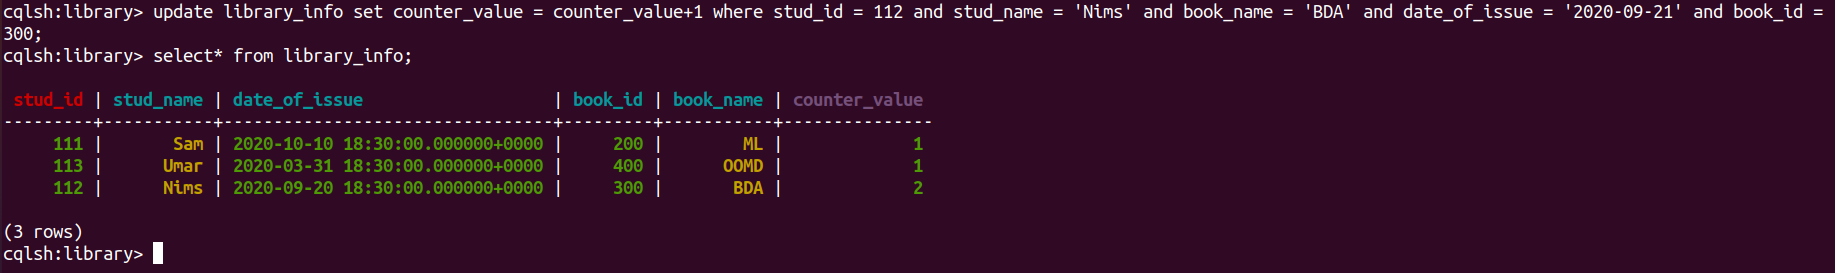 cqlsh:library> update library_info set counter_value = counter_value+1 where stud_id = 112 and stud_name = 'Nims' and book_name = 'BDA' and date_of_issue = '2020-09-21' and book_id =
300;
cqlsh:library> select* from library_info;
stud_id | stud_name | date_of_issue                   | book_id | book_name | counter_value
---------+-----------+---------------------------------+---------+-----------+---------------
111 |       Sam | 2020-10-10 18:30:00.000000+0000 |     200 |        ML |             1
113 |      Umar | 2020-03-31 18:30:00.000000+0000 |     400 |      OOMD |             1
112 |      Nims | 2020-09-20 18:30:00.000000+0000 |     300 |       BDA |             2
(3 rows)
cqlsh:library>